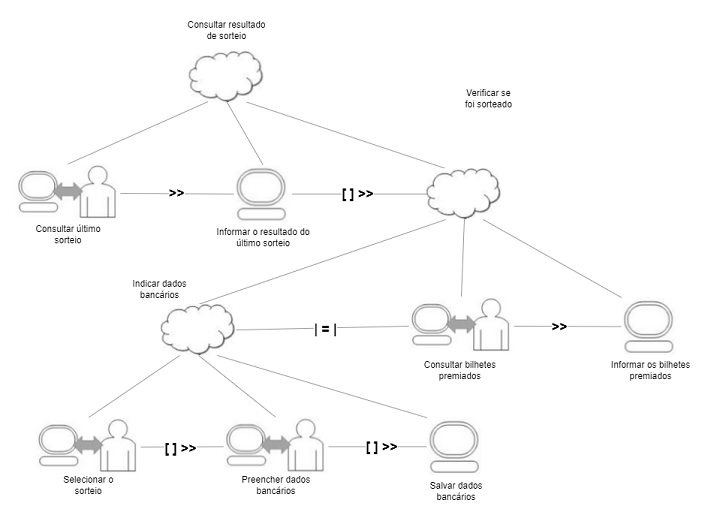 Consultar resultado
de sorteio
Verificar se
foi sorteado
>>
[ ] >>
Consultar último
sorteio
Informar o resultado do
último sorteio
Indicar dados
bancários
| = |
>>
Consultar bilhetes
premiados
Informar os bilhetes
premiados
[ ] >>
[ ] >>
Selecionar o
sorteio
Preencher dados
bancários
Salvar dados
bancários